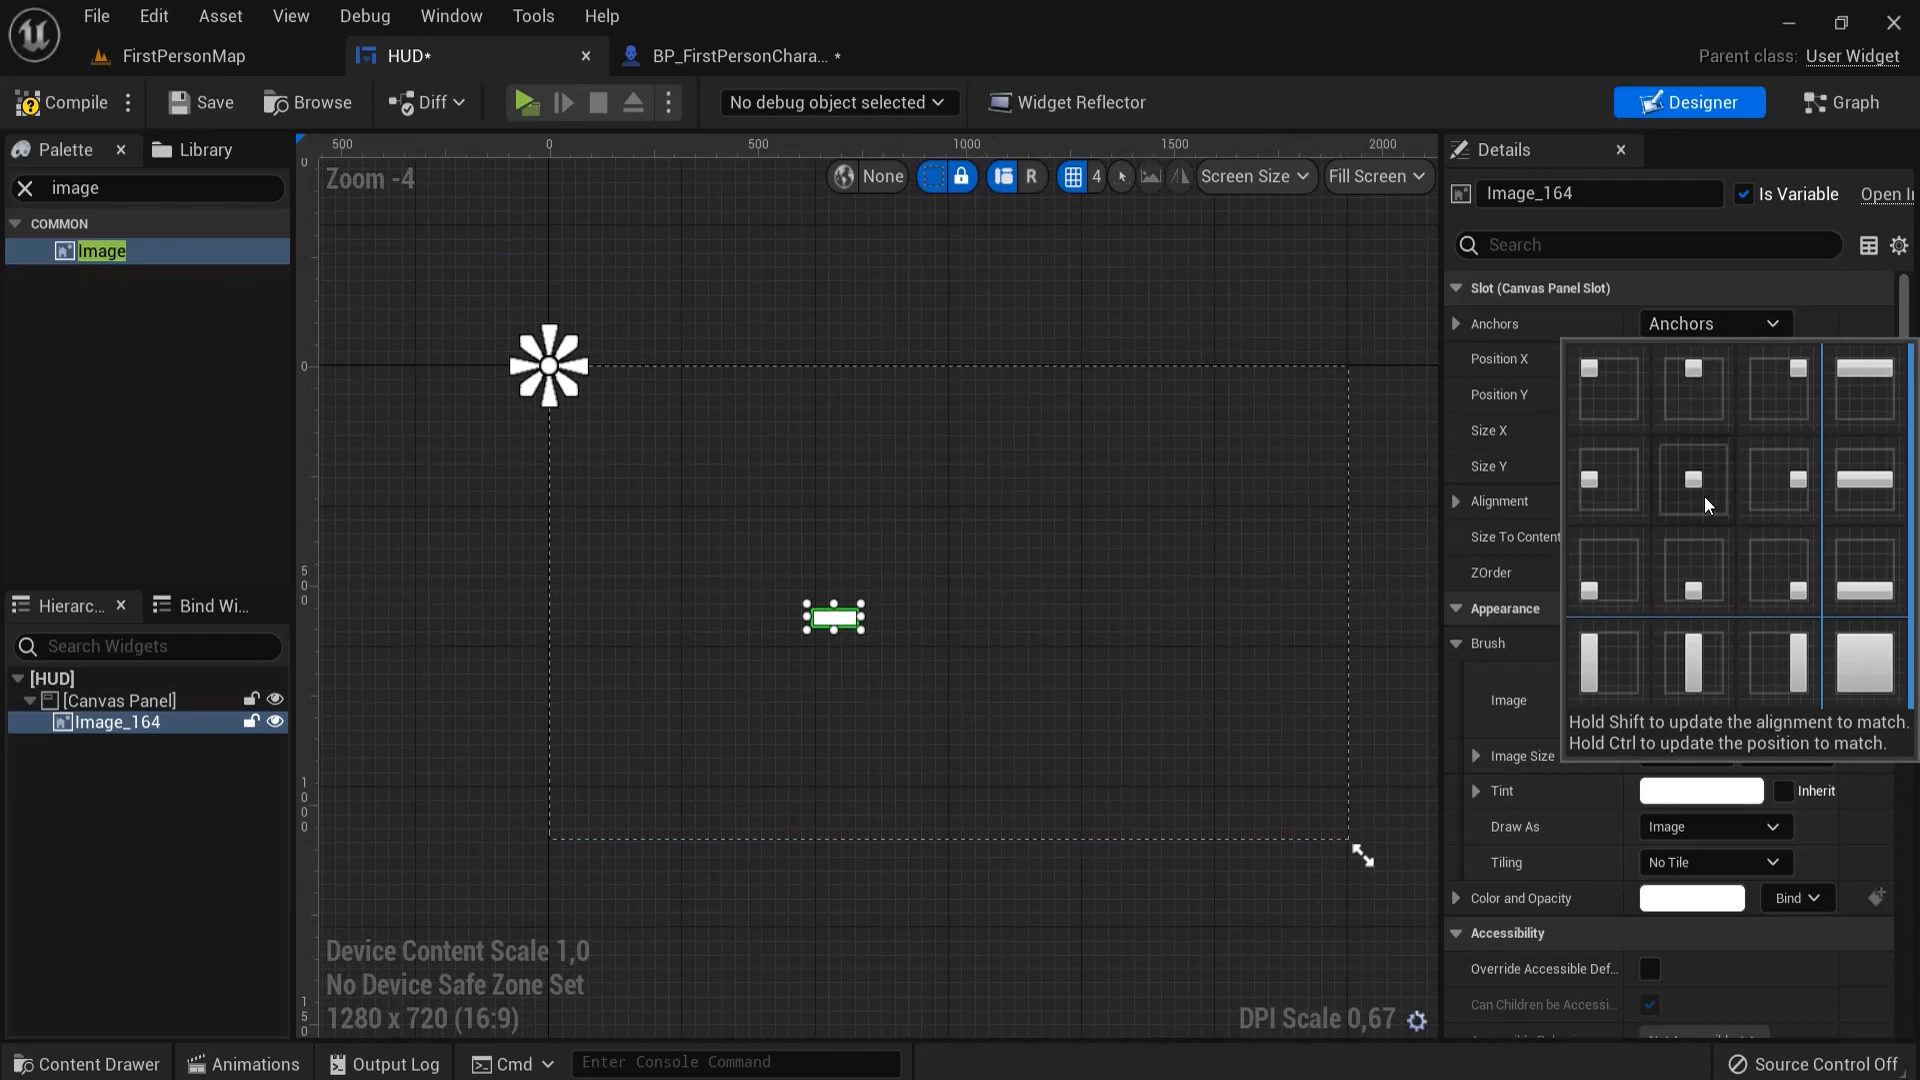 File Edit Asset View Debug Window Tools Help
FirstPersonMap HUD* BP_FirstPersonChara... *
Parent class: User Widget
Compile Save Browse Diff No debug object selected Widget Reflector Designer Graph
Palette Library
image
COMMON
Image
Hierarc... Bind Wi...
Search Widgets
[HUD]
[Canvas Panel]
Image_164
500 0 500 1000 1500 2000
0
Zoom -4
None R 4 Screen Size Fill Screen
0
5
0
0
1
0
0
0
1
5
0
Device Content Scale 1,0
No Device Safe Zone Set
1280 x 720 (16:9)
DPI Scale 0,67
Details
Image_164 Is Variable Open In
Search
Slot (Canvas Panel Slot)
Anchors Anchors
Position X
Position Y
Size X
Size Y
Alignment
Size To Content
ZOrder
Appearance
Brush
Image
Hold Shift to update the alignment to match.
Hold Ctrl to update the position to match.
Image Size
Tint Inherit
Draw As Image
Tiling No Tile
Color and Opacity Bind
Accessibility
Override Accessible Def...
Can Children be Accessi...
Content Drawer Animations Output Log Cmd Enter Console Command Source Control Off